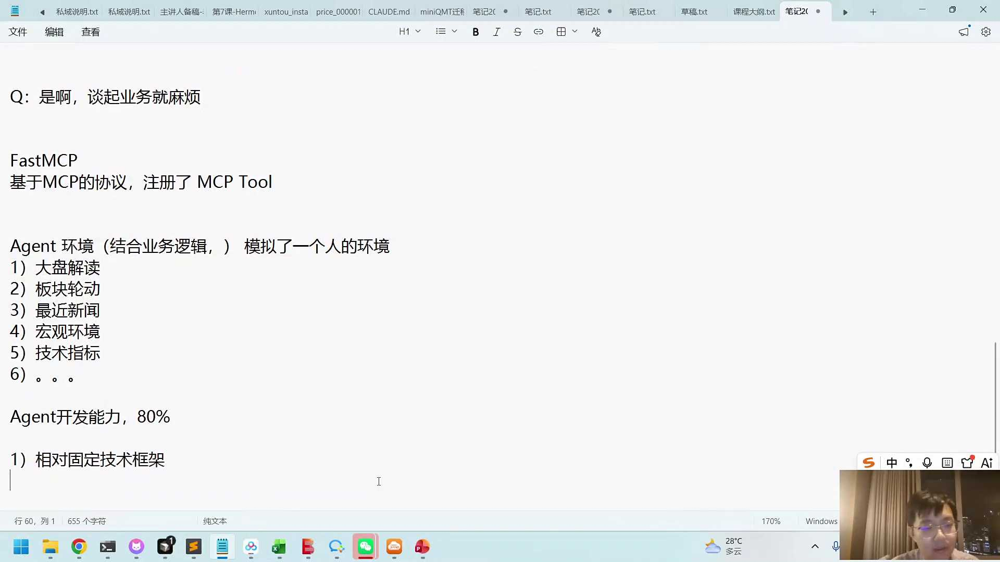 私域说明.txt
私域说明.txt
主讲人备稿-
第7课-Herm
xuntou_insta
price_000001
CLAUDE.md
miniQMT迁移
笔记20
笔记.txt
笔记20
笔记.txt
草稿.txt
课程大纲.txt
笔记20
文件 编辑 查看
H1
Q：是啊，谈起业务就麻烦
FastMCP
基于MCP的协议，注册了 MCP Tool
Agent 环境（结合业务逻辑，） 模拟了一个人的环境
1）大盘解读
2）板块轮动
3）最近新闻
4）宏观环境
5）技术指标
6）。。。
Agent开发能力，80%
1）相对固定技术框架
中
行 60，列 1
655 个字符
纯文本
170%
Windows
28°C
多云